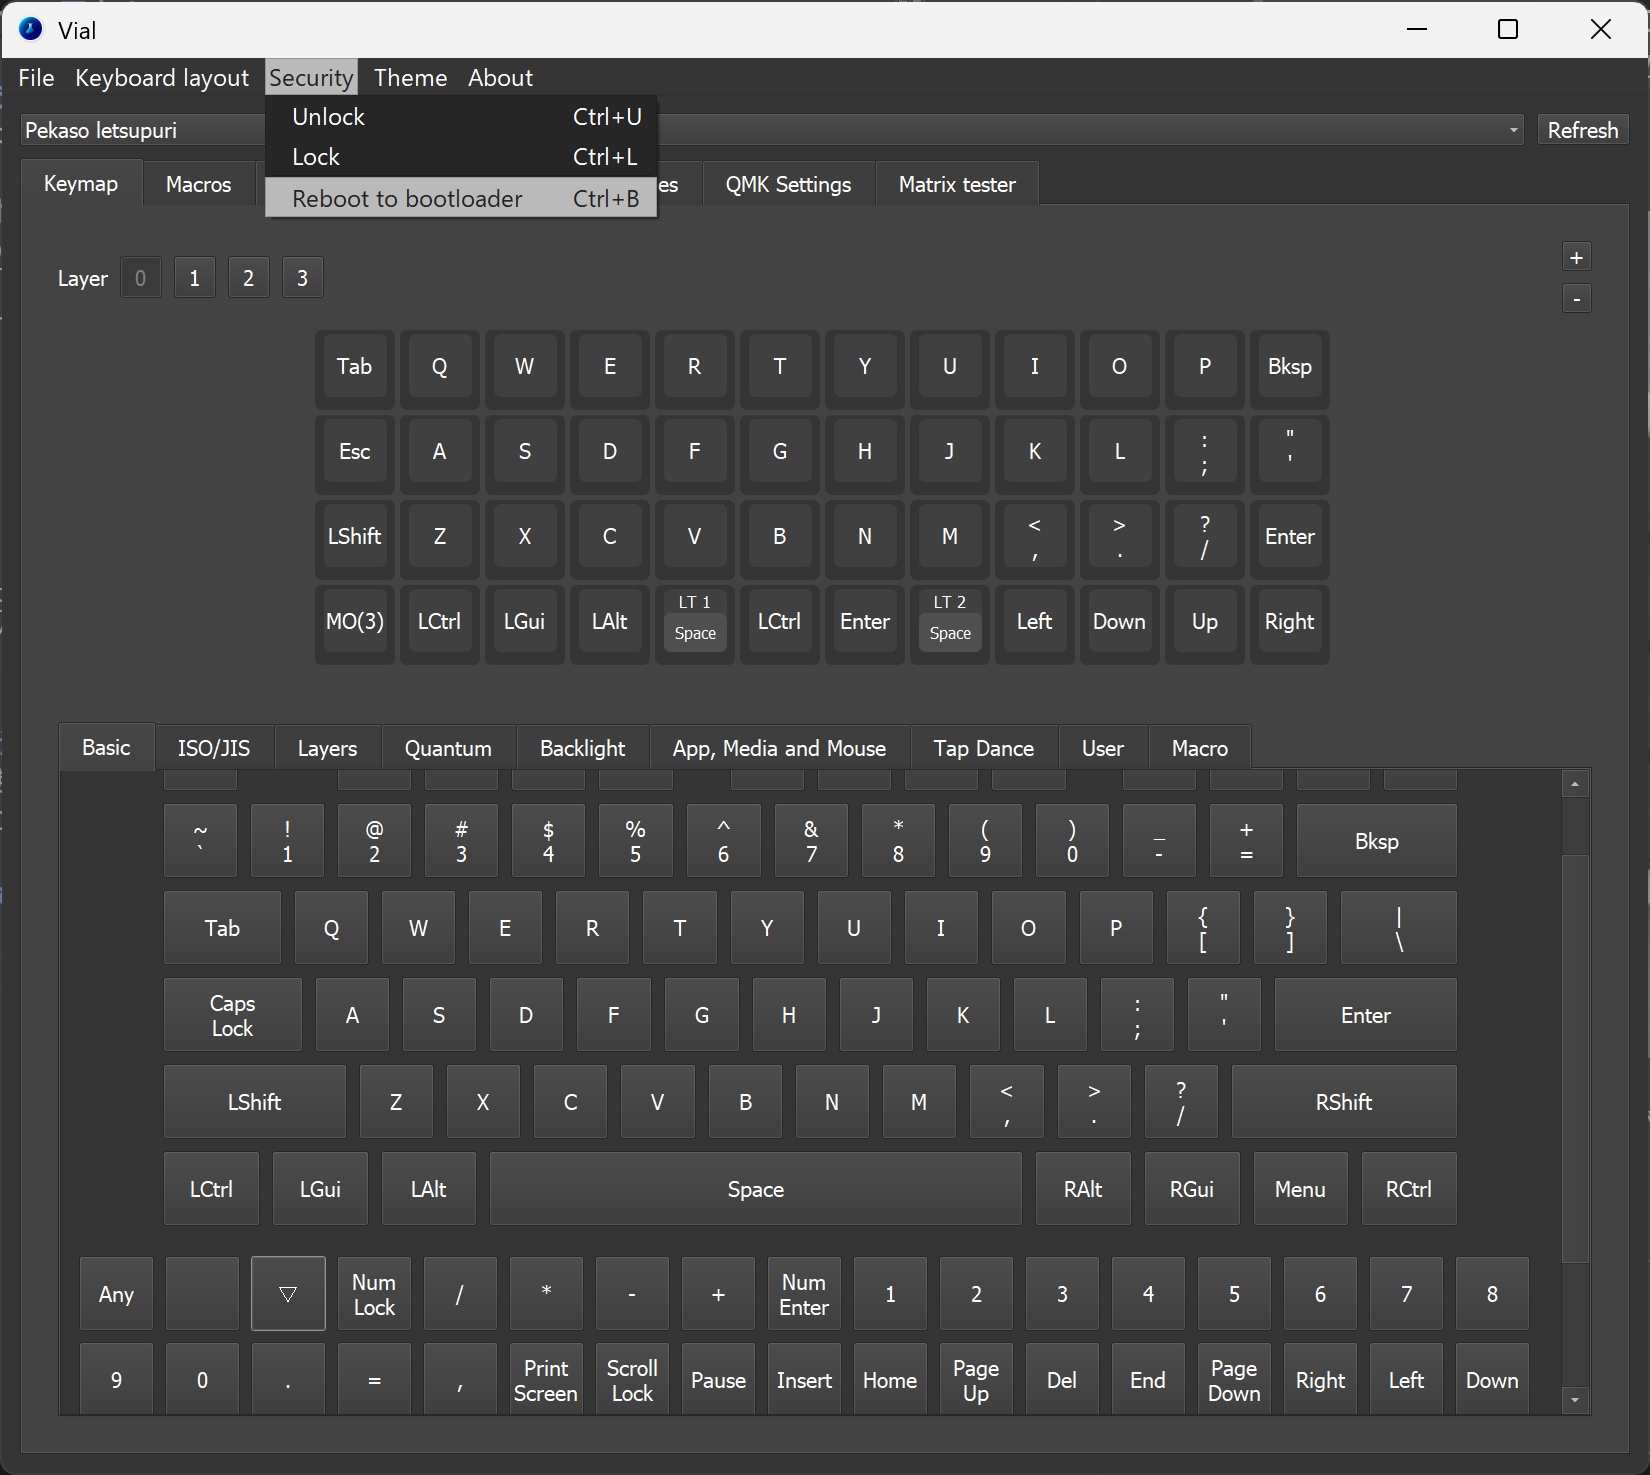 Vial
File Keyboard layout Security Theme About
Unlock Ctrl+U
Lock Ctrl+L
Reboot to bootloader Ctrl+B
Pekaso letsupuri Refresh
Keymap Macros es QMK Settings Matrix tester
Layer 0 1 2 3
+
-
Tab Q W E R T Y U I O P Bksp
Esc A S D F G H J K L : ; " '
LShift Z X C V B N M < , > . ? / Enter
MO(3) LCtrl LGui LAlt LT 1 Space LCtrl Enter LT 2 Space Left Down Up Right
Basic ISO/JIS Layers Quantum Backlight App, Media and Mouse Tap Dance User Macro
~ ` ! 1 @ 2 # 3 $ 4 % 5 ^ 6 & 7 * 8 ( 9 ) 0 _ - + = Bksp
Tab Q W E R T Y U I O P { [ } ] | \
Caps Lock A S D F G H J K L : ; " ' Enter
LShift Z X C V B N M < , > . ? / RShift
LCtrl LGui LAlt Space RAlt RGui Menu RCtrl
Any ▽ Num Lock / * - + Num Enter 1 2 3 4 5 6 7 8
9 0 . = , Print Screen Scroll Lock Pause Insert Home Page Up Del End Page Down Right Left Down